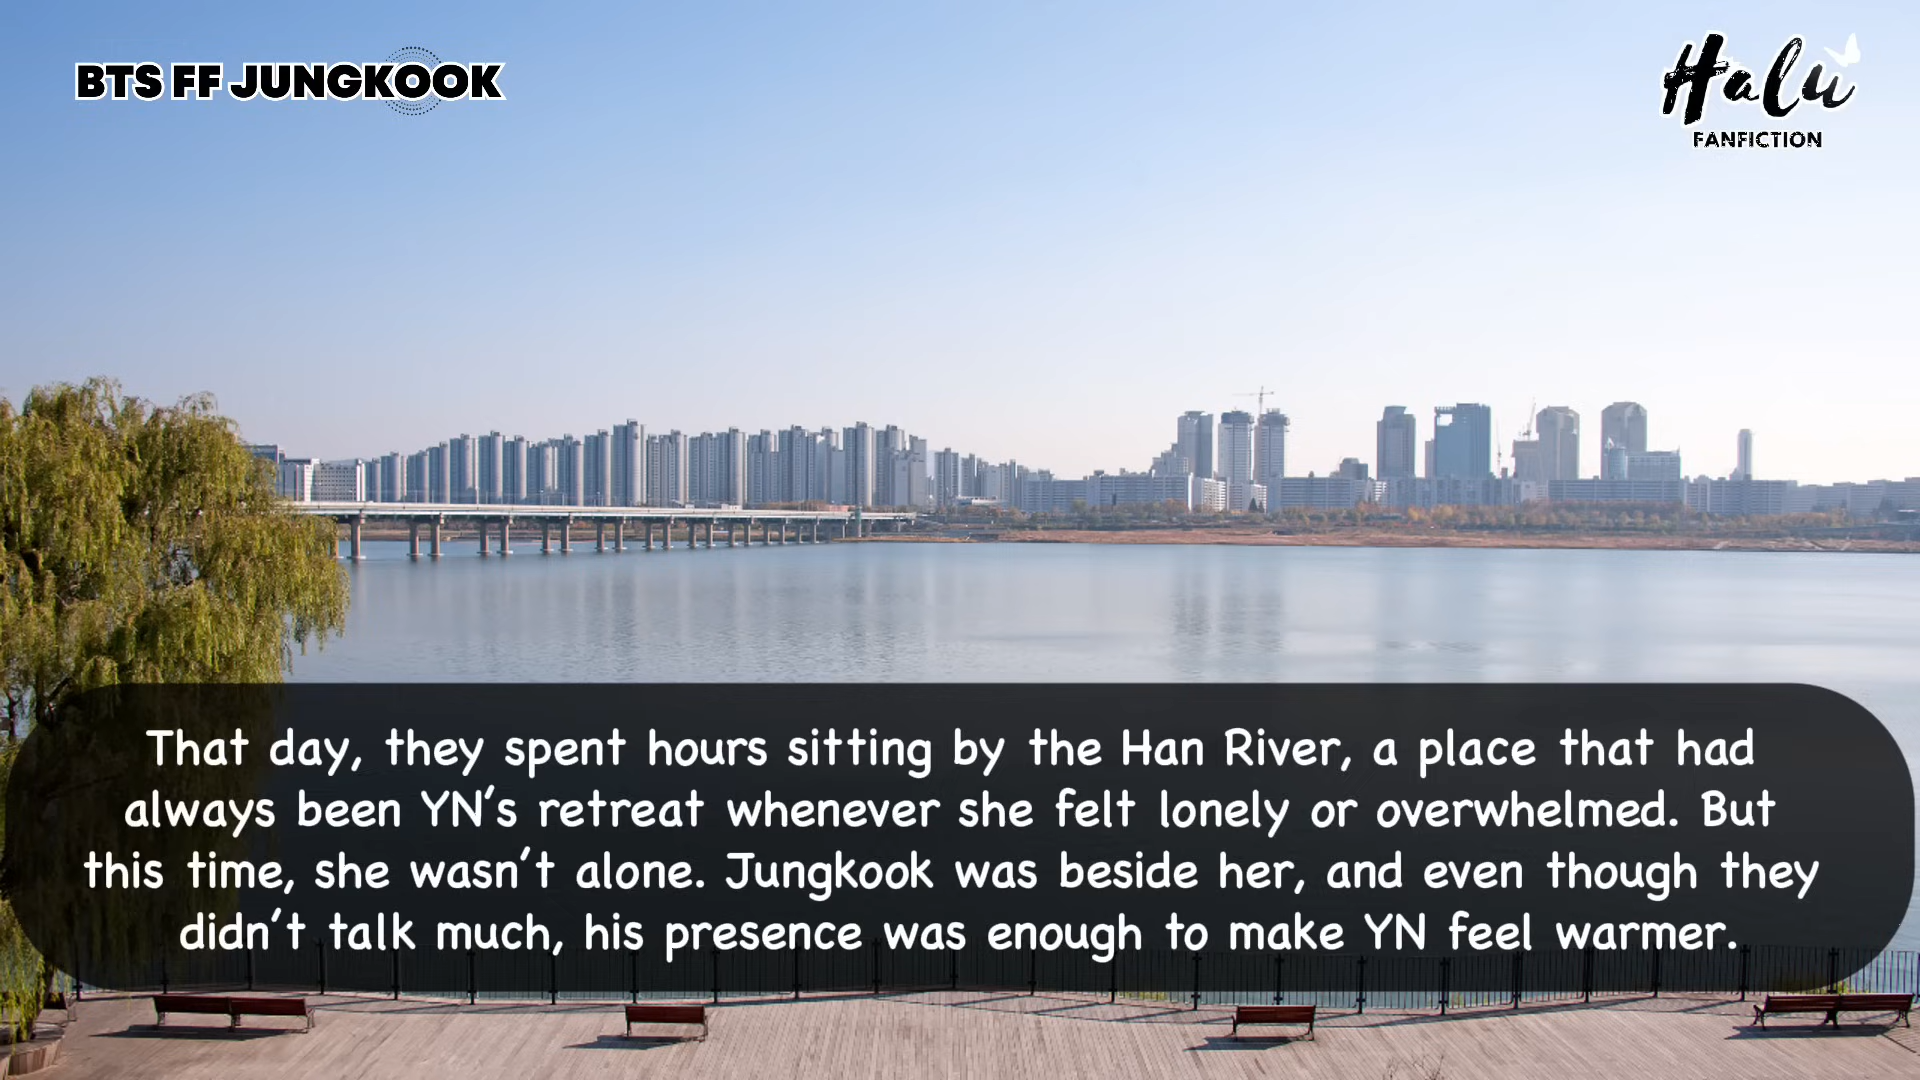 BTS FF JUNGKOOK
Halu
FANFICTION
That day, they spent hours sitting by the Han River, a place that had
always been YN's retreat whenever she felt lonely or overwhelmed. But
this time, she wasn't alone. Jungkook was beside her, and even though they
didn't talk much, his presence was enough to make YN feel warmer.